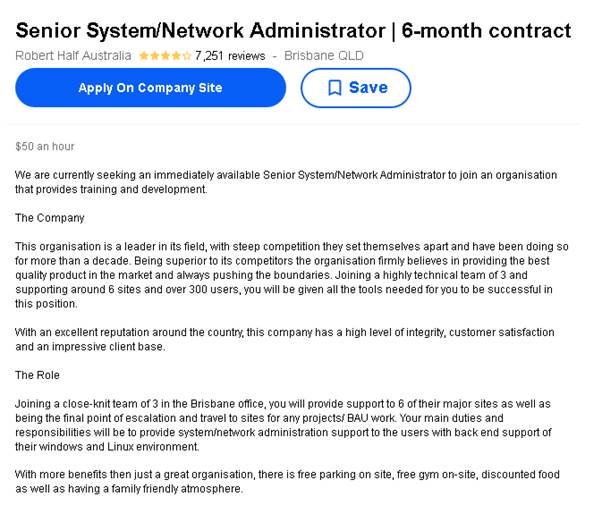 Senior System/Network Administrator | 6-month contract
Robert Half Australia 7,251 reviews - Brisbane QLD
Apply On Company Site
Save
$50 an hour
We are currently seeking an immediately available Senior System/Network Administrator to join an organisation
that provides training and development.
The Company
This organisation is a leader in its field, with steep competition they set themselves apart and have been doing so
for more than a decade. Being superior to its competitors the organisation firmly believes in providing the best
quality product in the market and always pushing the boundaries. Joining a highly technical team of 3 and
supporting around 6 sites and over 300 users, you will be given all the tools needed for you to be successful in
this position.
With an excellent reputation around the country, this company has a high level of integrity, customer satisfaction
and an impressive client base.
The Role
Joining a close-knit team of 3 in the Brisbane office, you will provide support to 6 of their major sites as well as
being the final point of escalation and travel to sites for any projects/ BAU work. Your main duties and
responsibilities will be to provide system/network administration support to the users with back end support of
their windows and Linux environment.
With more benefits then just a great organisation, there is free parking on site, free gym on-site, discounted food
as well as having a family friendly atmosphere.